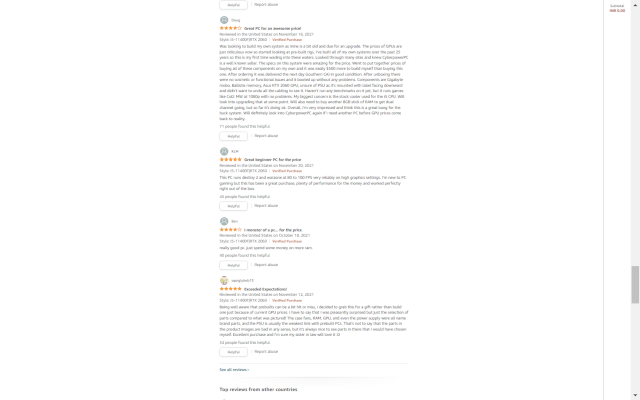 Helpful
Report abuse
Doug
Great PC for an awesome price!
Reviewed in the United States on November 16, 2021
Style: i5-11400F|RTX 2060 | Verified Purchase
Was looking to build my own system as mine is a bit old and due for an upgrade. The prices of GPUs are
just ridiculous now so started looking at pre-built rigs. I've built all of my own systems over the past 25
years so this is my first time wading into these waters. Looked through many sites and knew CyberpowerPC
is a well known seller. The specs on this system were amazing for the price. Went to put together prices of
buying all of these components on my own and it was easily $300 more to build myself than buying this
one. After ordering it was delivered the next day (Southern CA) in good condition. After unboxing there
were no cosmetic or functional issues and it booted up without any problems. Components are Gigabyte
mobo, Ballistix memory, Asus RTX 2060 GPU, unsure of PSU as it's mounted with label facing downward
and didn't want to undo all the cabling to see it. Haven't run any benchmarks on it yet, but it runs games
like CoD: MW at 1080p with no problems. My biggest concern is the stock cooler used for the i5 CPU. Will
look into upgrading that at some point. Will also need to buy another 8GB stick of RAM to get dual
channel going, but so far it's doing ok. Overall, I'm very impressed and think this is a great bang for the
buck system. Will definitely look into CyberpowerPC again if I need another PC before GPU prices come
back to reality.
71 people found this helpful
Helpful
Report abuse
KLM
Great beginner PC for the price
Reviewed in the United States on November 20, 2021
Style: i5-11400F|RTX 2060 | Verified Purchase
This PC runs destiny 2 and warzone at 80 to 100 FPS very reliably on high graphics settings. I'm new to PC
gaming but this has been a great purchase, plenty of performance for the money and worked perfectly
right out of the box.
people found this helpful
Helpful
Report abuse
Ben
I monster of a pc... for the price
Reviewed in the United States on October 19, 2021
Style: i5-11400F|RTX 2060 | Verified Purchase
really good pc. just spend some money on more ram.
people found this helpful
Helpful
Report abuse
Exceeded Expectations!
Reviewed in the United States on November 12, 2021
Style: i5-11400F|RTX 2060 | Verified Purchase
Being well aware that prebuilts can be a bit hit or miss, I decided to grab this for a gift rather than build
one just because of current GPU prices. I have to say that I was pleasantly surprised but just the selection of
parts compared to what was pictured! The case fans, RAM, GPU, and even the power supply were all name
brand parts, and the PSU is usually the weakest link with prebuilt PCs. That's not to say that the parts in
the product images are bad in any sense, but it's always nice to see parts in there that I would have chosen
myself! Excellent purchase and I'm sure my sister in law will love it :D
people found this helpful
Helpful
Report abuse
See all reviews ›
Top reviews from other countries